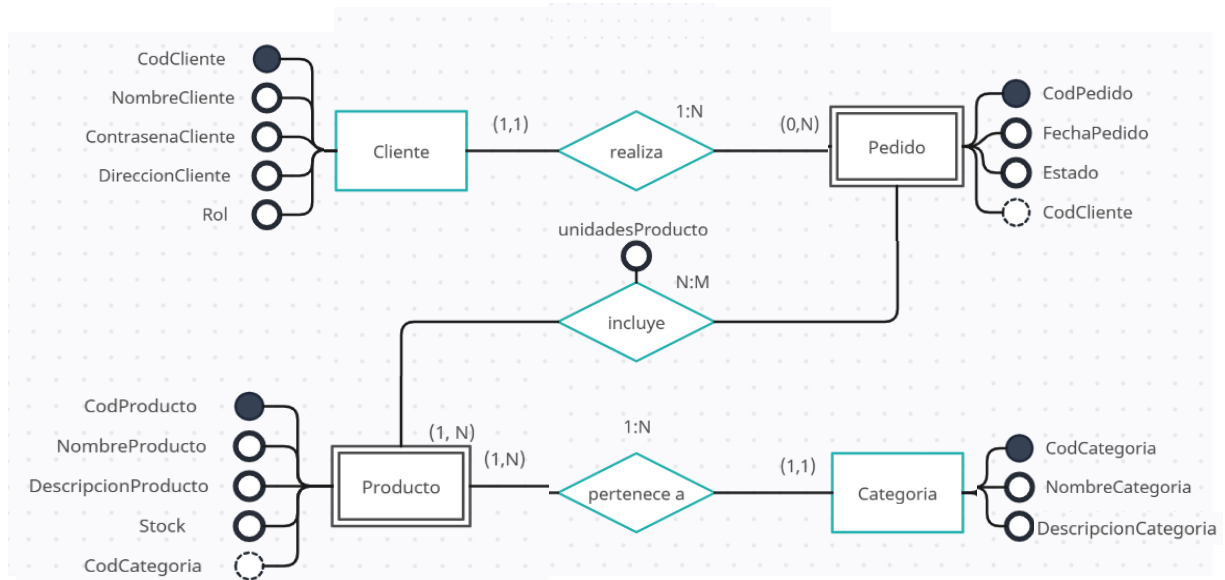 CodCliente
NombreCliente
ContrasenaCliente
DireccionCliente
Rol
Cliente
(1,1)
realiza
1:N
(0,N)
Pedido
CodPedido
FechaPedido
Estado
CodCliente
unidadesProducto
N:M
incluye
CodProducto
NombreProducto
DescripcionProducto
Stock
CodCategoria
Producto
(1, N)
(1,N)
1:N
pertenece a
(1,1)
Categoria
CodCategoria
NombreCategoria
DescripcionCategoria